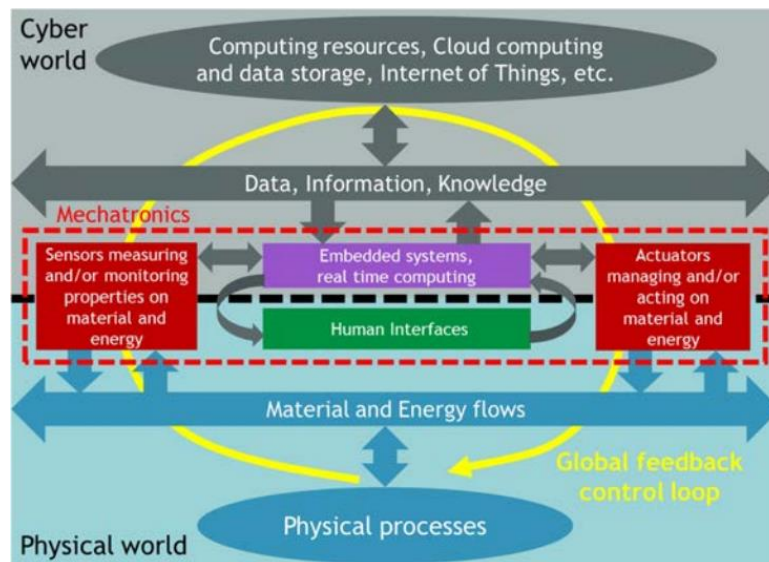 Cyber
world
Computing resources, Cloud computing
and data storage, Internet of Things, etc.
Data, Information, Knowledge
Mechatronics
Sensors measuring
and/or monitoring
properties on
material and
energy
Embedded systems,
real time computing
Human Interfaces
Actuators
managing and/or
acting on
material and
energy
Material and Energy flows
Global feedback
control loop
Physical processes
Physical world